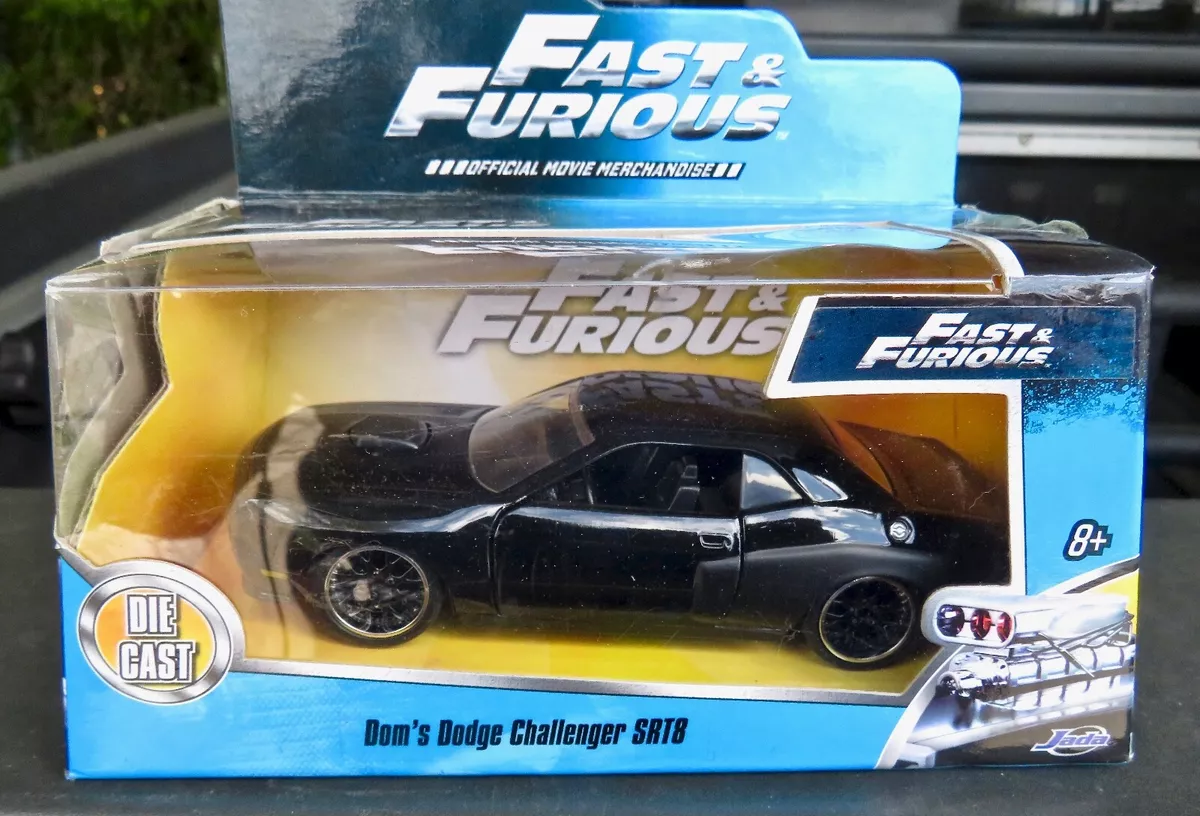 FAST &
FURIOUS
OFFICIAL MOVIE MERCHANDISE
FAST &
FURIOUS
FAST &
FURIOUS
8+
DIE
CAST
Dom's Dodge Challenger SRT8
Jada